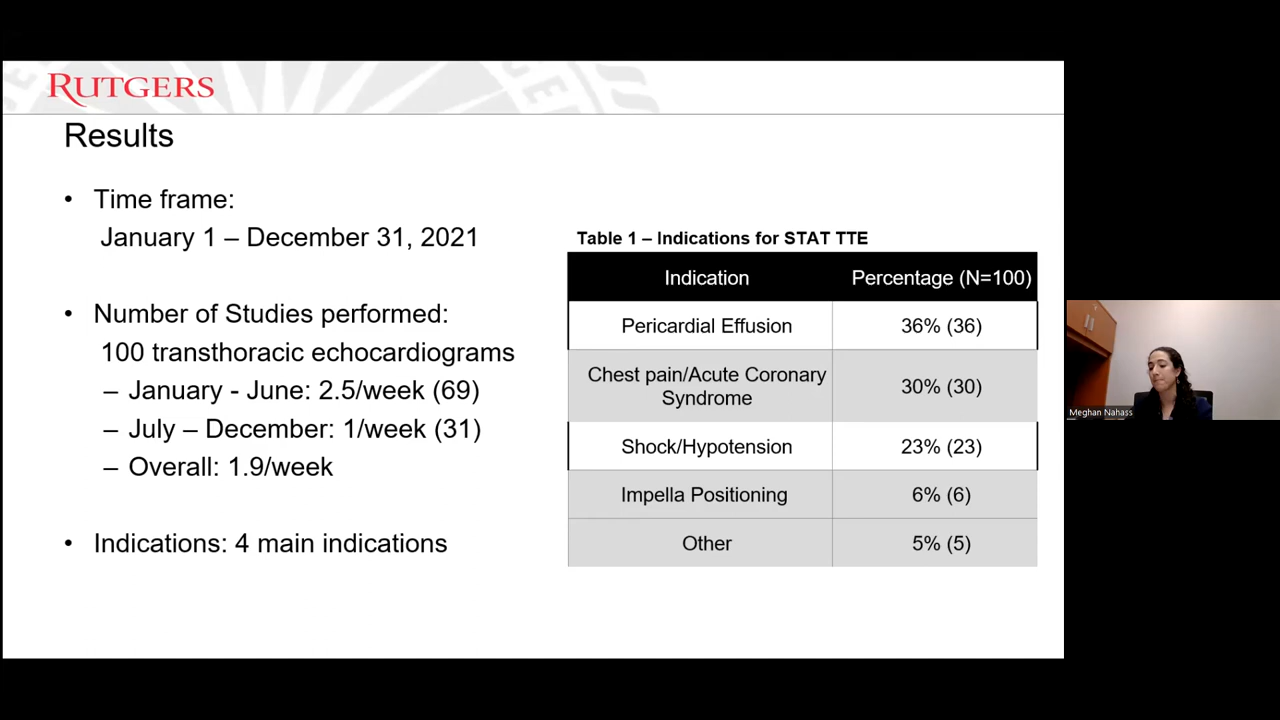 RUTGERS
Results
• Time frame:
January 1 – December 31, 2021
• Number of Studies performed:
100 transthoracic echocardiograms
– January - June: 2.5/week (69)
– July – December: 1/week (31)
– Overall: 1.9/week
• Indications: 4 main indications
Table 1 – Indications for STAT TTE
Indication Percentage (N=100)
Pericardial Effusion 36% (36)
Chest pain/Acute Coronary
Syndrome 30% (30)
Shock/Hypotension 23% (23)
Impella Positioning 6% (6)
Other 5% (5)
Meghan Nahass